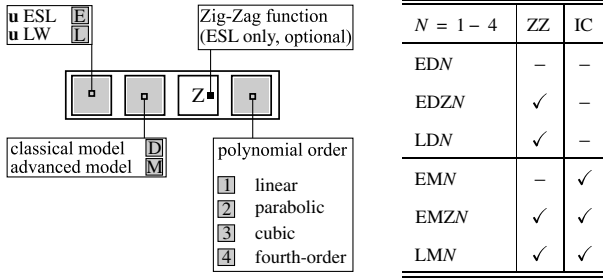 u ESL E
u LW L
Zig-Zag function
(ESL only, optional)
Z
classical model D
advanced model M
polynomial order
1 linear
2 parabolic
3 cubic
4 fourth-order
N = 1 – 4 ZZ IC
EDN – –
EDZN ✓ –
LDN ✓ –
EMN – ✓
EMZN ✓ ✓
LMN ✓ ✓